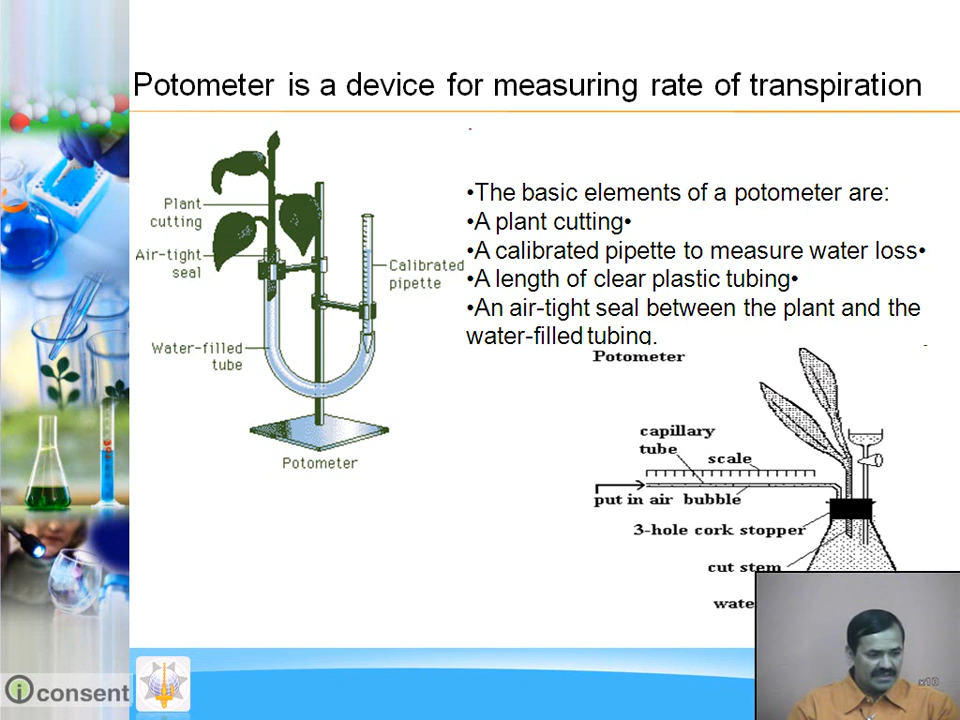 Potometer is a device for measuring rate of transpiration
Plant
cutting
Air-tight
seal
Calibrated
pipette
Water-filled
tube
Potometer
•The basic elements of a potometer are:
•A plant cutting•
•A calibrated pipette to measure water loss•
•A length of clear plastic tubing•
•An air-tight seal between the plant and the
water-filled tubing.
Potometer
capillary
tube
scale
put in air bubble
3-hole cork stopper
cut stem
wate
i consent
x10